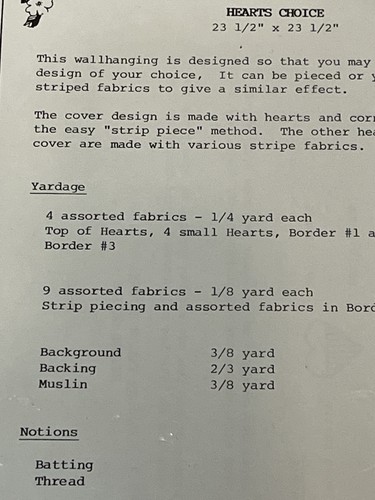 HEARTS CHOICE
23 1/2" x 23 1/2"
This wallhanging is designed so that you may
design of your choice, It can be pieced or
striped fabrics to give a similar effect.
The cover design is made with hearts and
the easy "strip piece" method. The other
cover are made with various stripe fabrics.
Yardage
4 assorted fabrics - 1/4 yard each
Top of Hearts, 4 small Hearts, Border #1
Border #3
9 assorted fabrics - 1/8 yard each
Strip piecing and assorted fabrics in
Background 3/8 yard
Backing 2/3 yard
Muslin 3/8 yard
Notions
Batting
Thread